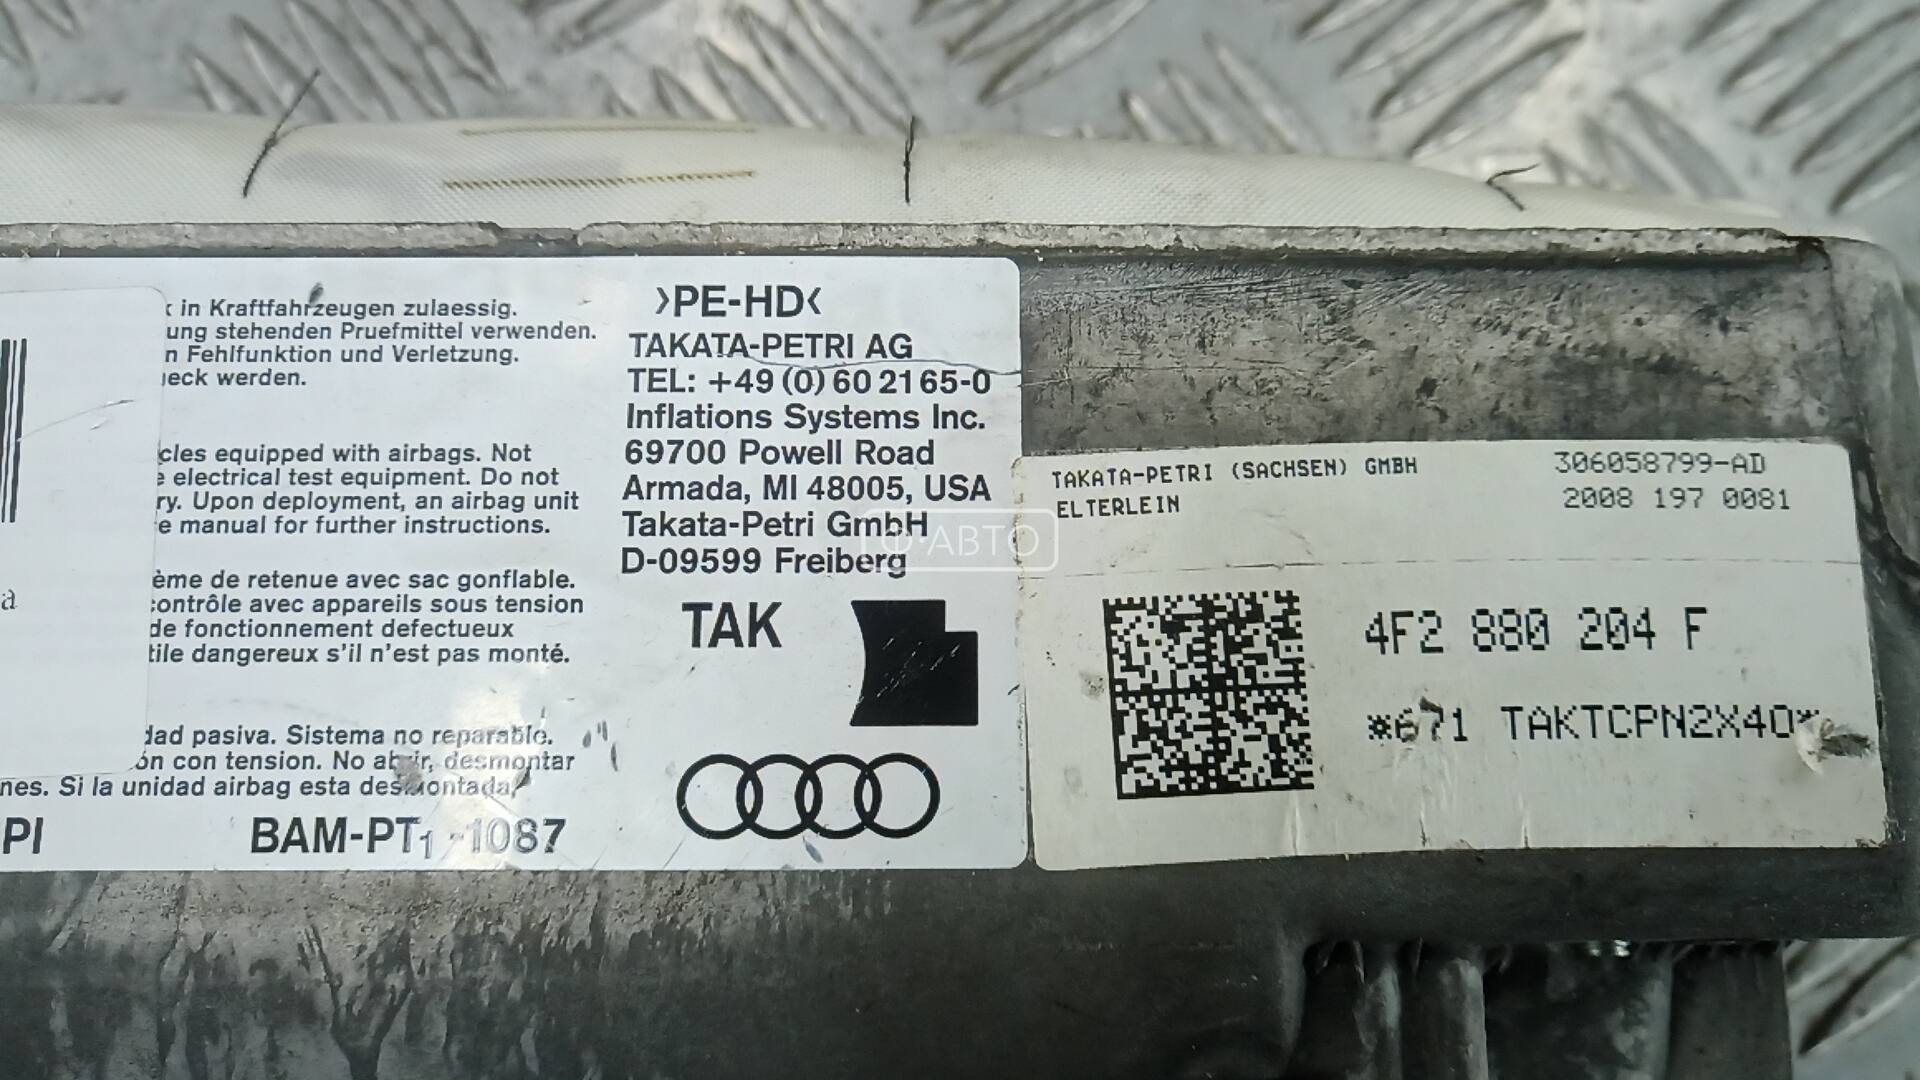 k in Kraftfahrzeugen zulaessig.
ung stehenden Pruefmittel verwenden.
n Fehlfunktion und Verletzung.
eck werden.
cles equipped with airbags. Not
e electrical test equipment. Do not
ry. Upon deployment, an airbag unit
e manual for further instructions.
a
ème de retenue avec sac gonflable.
contrôle avec appareils sous tension
de fonctionnement defectueux
tile dangereux s'il n'est pas monté.
dad pasiva. Sistema no reparable.
ón con tension. No abrir, desmontar
nes. Si la unidad airbag esta desmontada,
PI
BAM-PT1 -1087
>PE-HD<
TAKATA-PETRI AG
TEL: +49 (0) 60 21 65-0
Inflations Systems Inc.
69700 Powell Road
Armada, MI 48005, USA
Takata-Petri GmbH
D-09599 Freiberg
TAK
Ф·АВТО
TAKATA-PETRI (SACHSEN) GMBH
ELTERLEIN
306058799-AD
2008 197 0081
4F2 880 204 F
*671 TAKTCPN2X40*